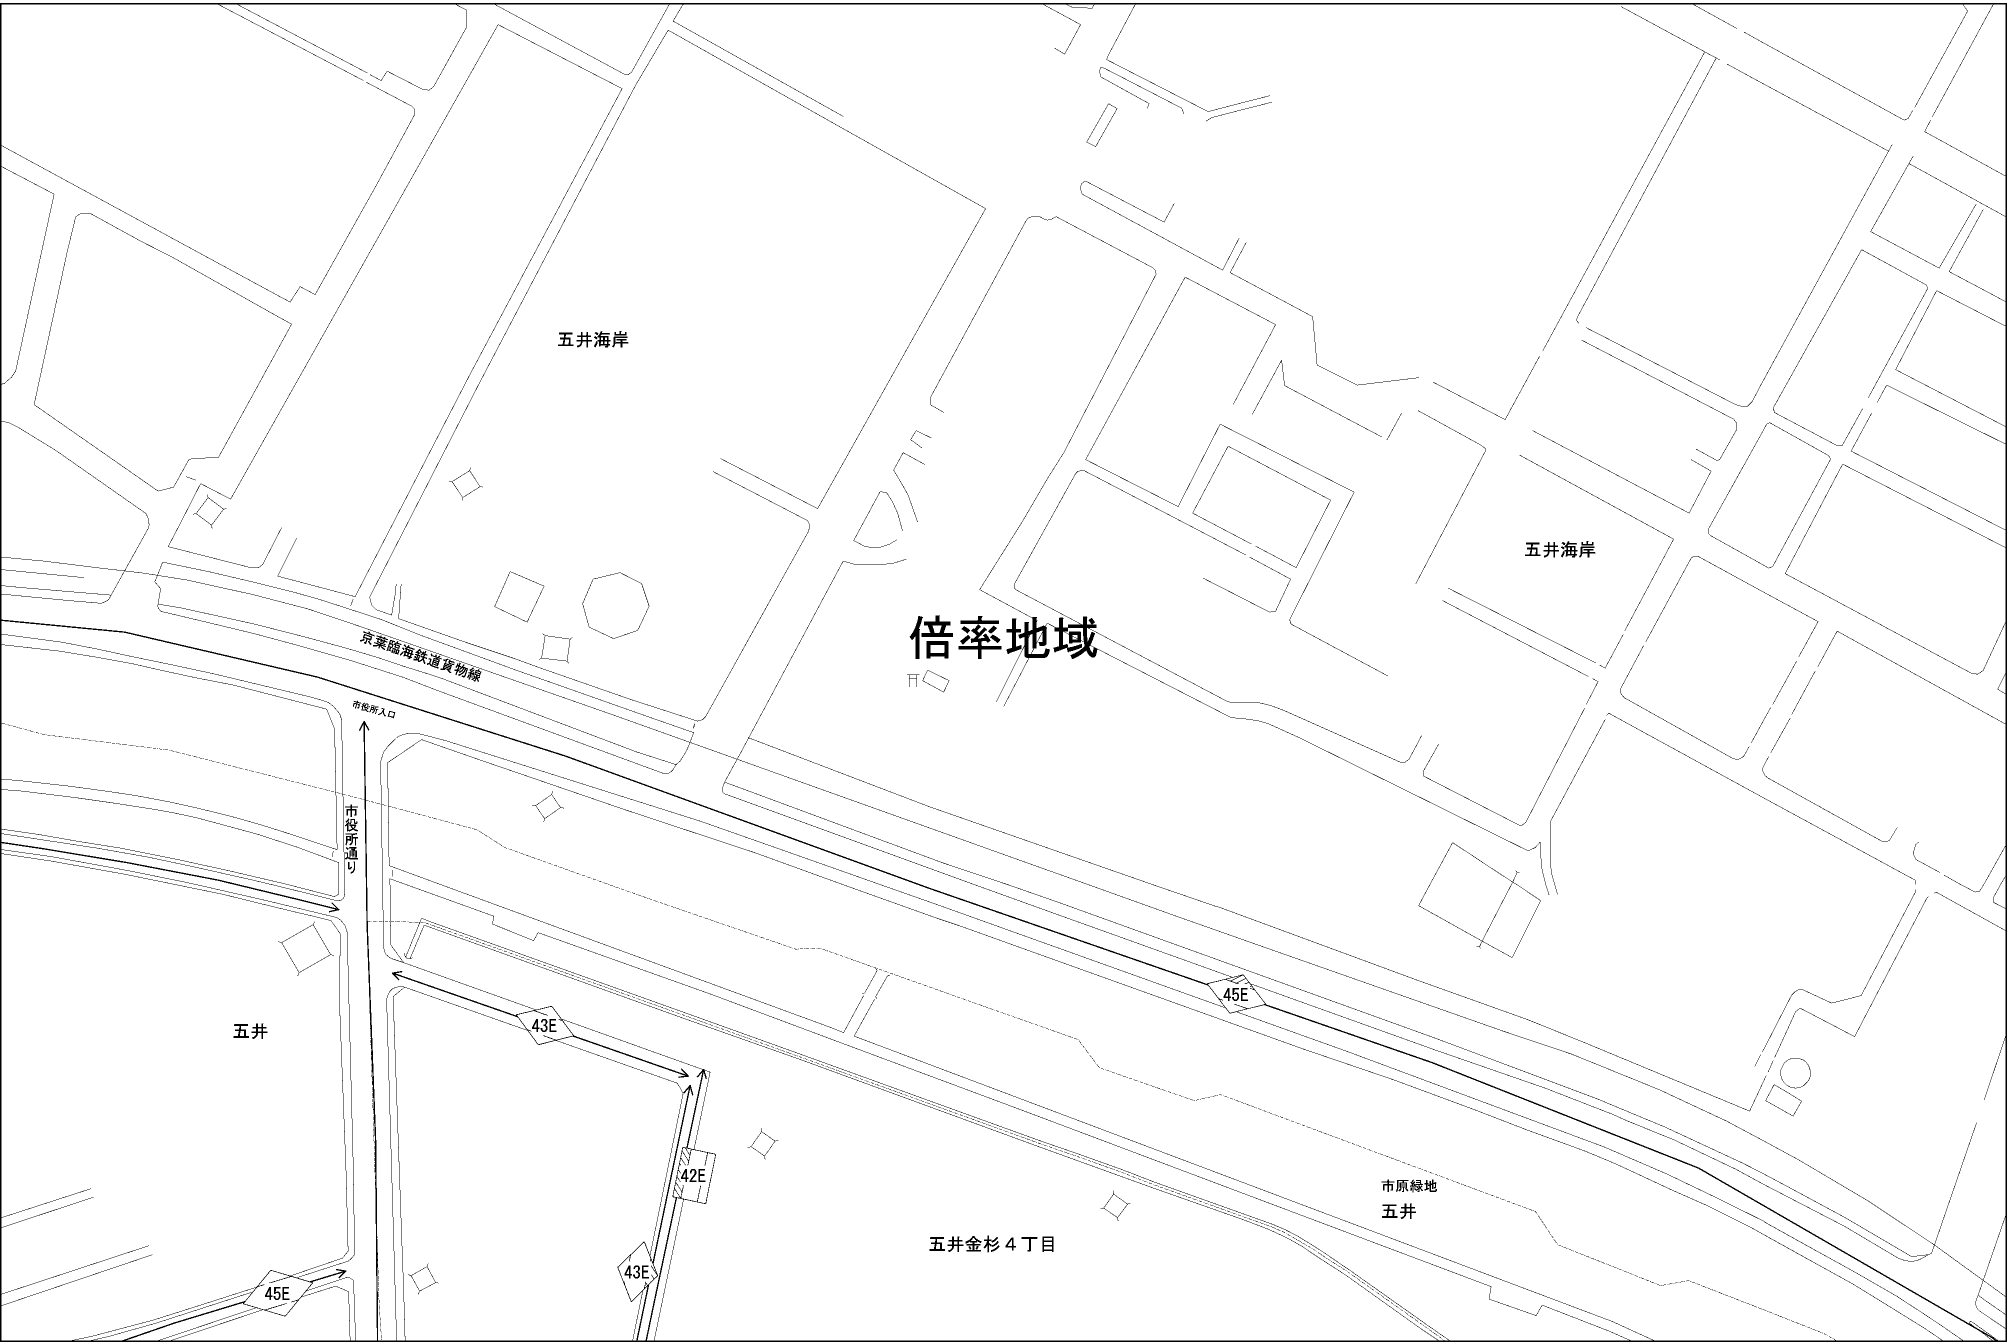 五井海岸
五井海岸
倍率地域
京葉臨海鉄道貨物線
市役所入口
市役所通り
45E
五井
43E
42E
市原緑地
五井
五井金杉４丁目
43E
45E